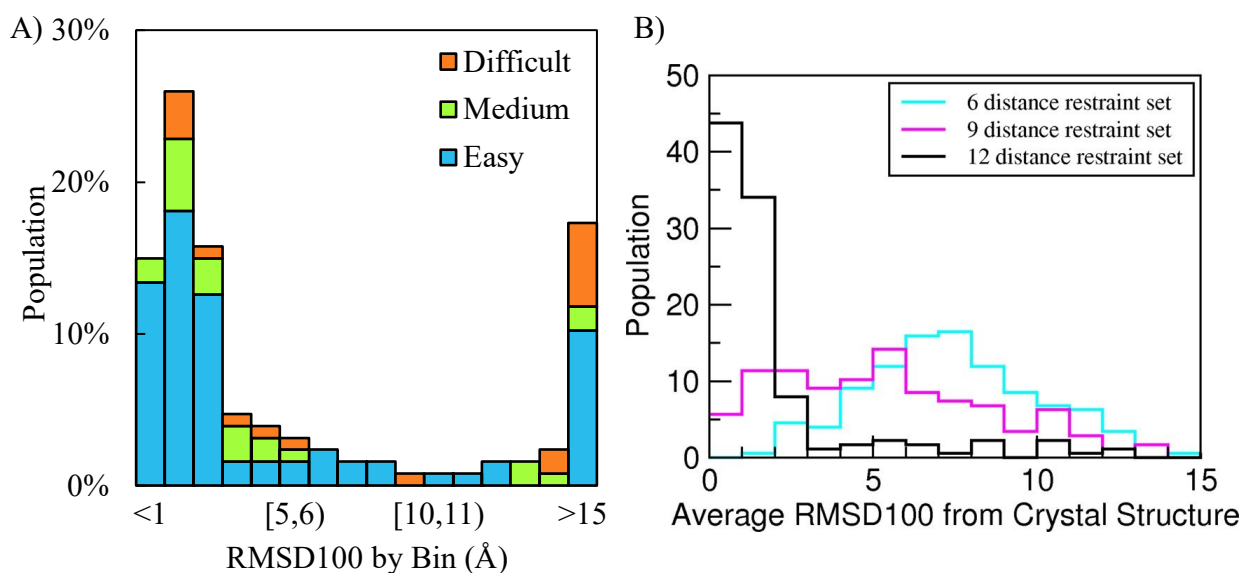 A)
30%
20%
10%
0%
Population
Difficult
Medium
Easy
<1
[5,6)
[10,11)
>15
RMSD100 by Bin (Å)
B)
50
40
30
20
10
0
Population
6 distance restraint set
9 distance restraint set
12 distance restraint set
0
5
10
15
Average RMSD100 from Crystal Structure